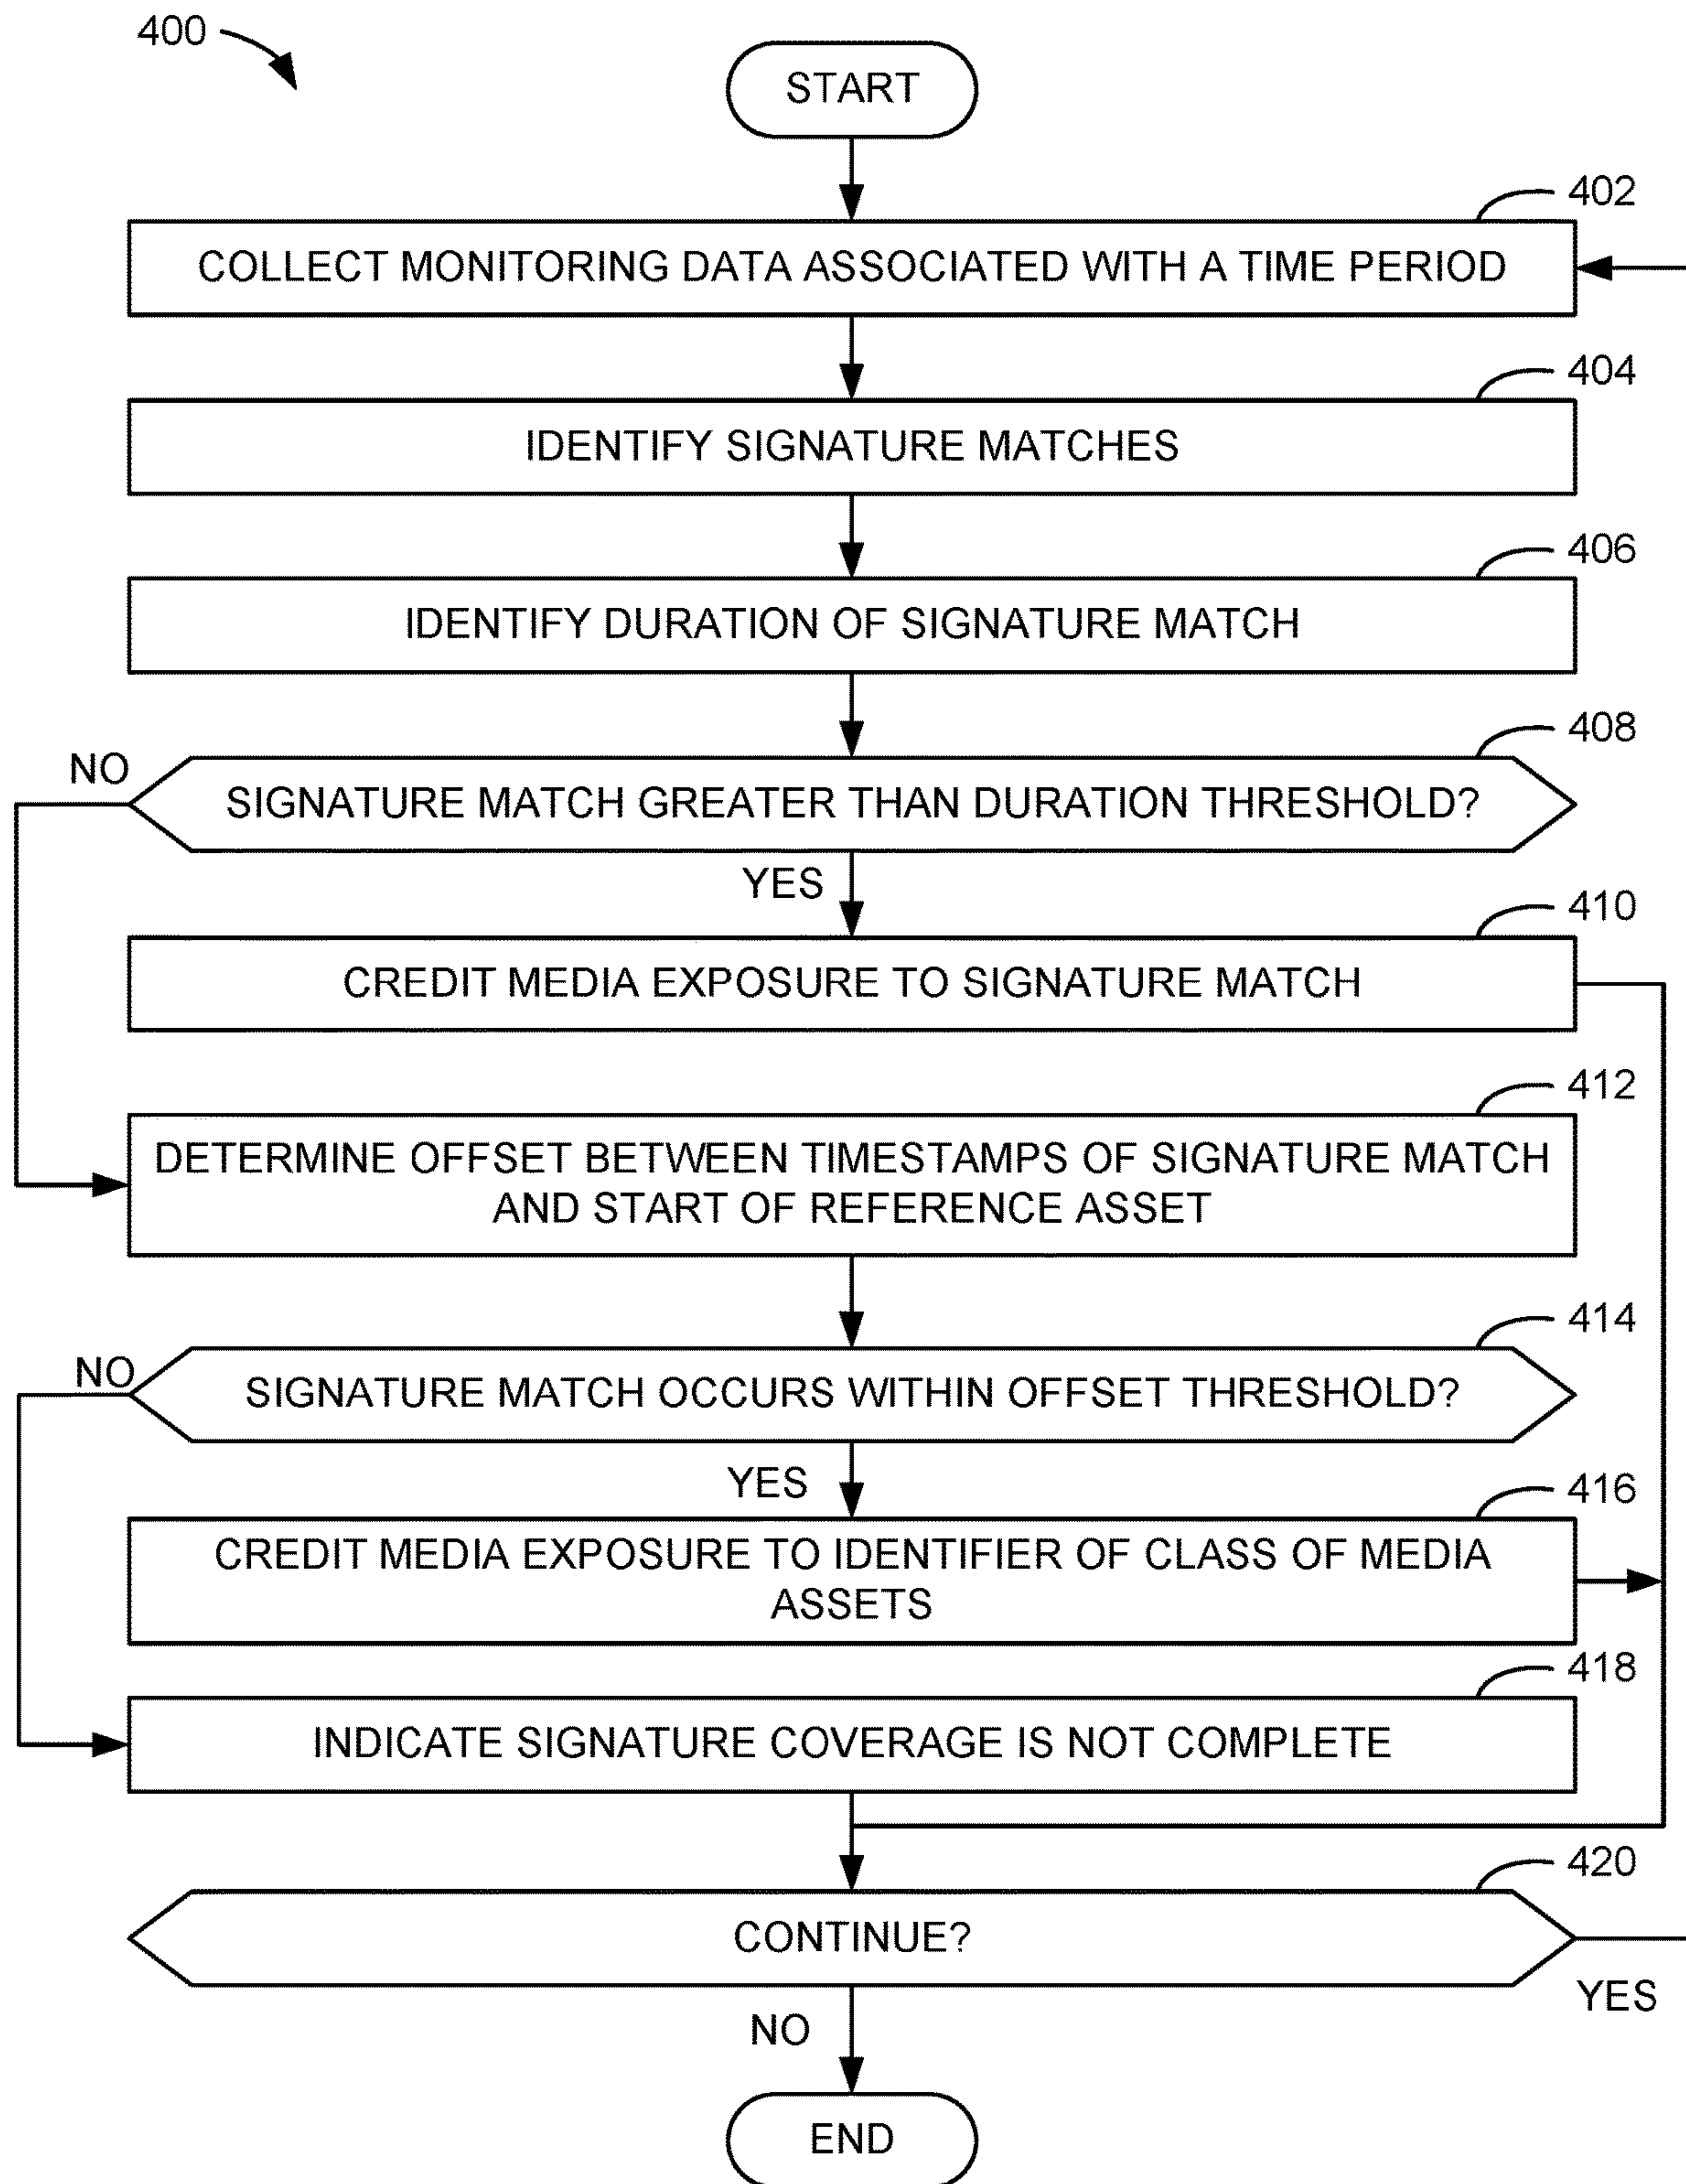 400
START
402
COLLECT MONITORING DATA ASSOCIATED WITH A TIME PERIOD
404
IDENTIFY SIGNATURE MATCHES
406
IDENTIFY DURATION OF SIGNATURE MATCH
408
NO
SIGNATURE MATCH GREATER THAN DURATION THRESHOLD?
YES
410
CREDIT MEDIA EXPOSURE TO SIGNATURE MATCH
412
DETERMINE OFFSET BETWEEN TIMESTAMPS OF SIGNATURE MATCH
AND START OF REFERENCE ASSET
414
NO
SIGNATURE MATCH OCCURS WITHIN OFFSET THRESHOLD?
YES
416
CREDIT MEDIA EXPOSURE TO IDENTIFIER OF CLASS OF MEDIA
ASSETS
418
INDICATE SIGNATURE COVERAGE IS NOT COMPLETE
420
CONTINUE?
YES
NO
END